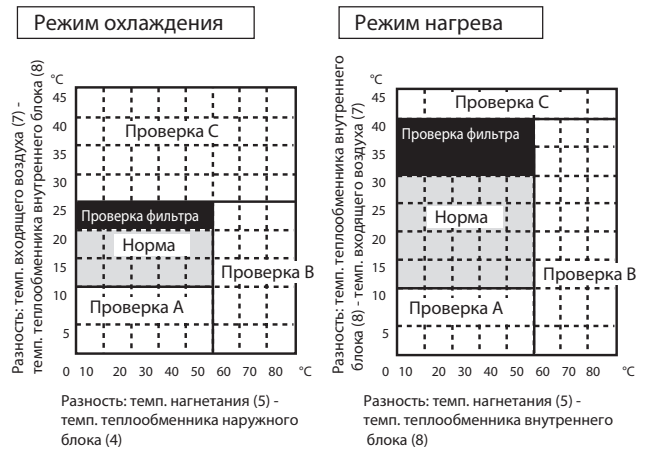 Режим охлаждения
Разность: темп. входящего воздуха (7) -
темп. теплообменника внутреннего блока (8)
°C
45
40
35
30
25
20
15
10
5
0
Проверка C
Проверка фильтра
Норма
Проверка B
Проверка A
10 20 30 40 50 60 70 80 °C
Разность: темп. нагнетания (5) -
темп. теплообменника наружного
блока (4)
Режим нагрева
Разность: темп. теплообменника внутреннего
блока (8) - темп. входящего воздуха (7)
°C
45
40
35
30
25
20
15
10
5
0
Проверка C
Проверка фильтра
Норма
Проверка B
Проверка A
10 20 30 40 50 60 70 80 °C
Разность: темп. нагнетания (5) -
темп. теплообменника внутреннего
блока (8)